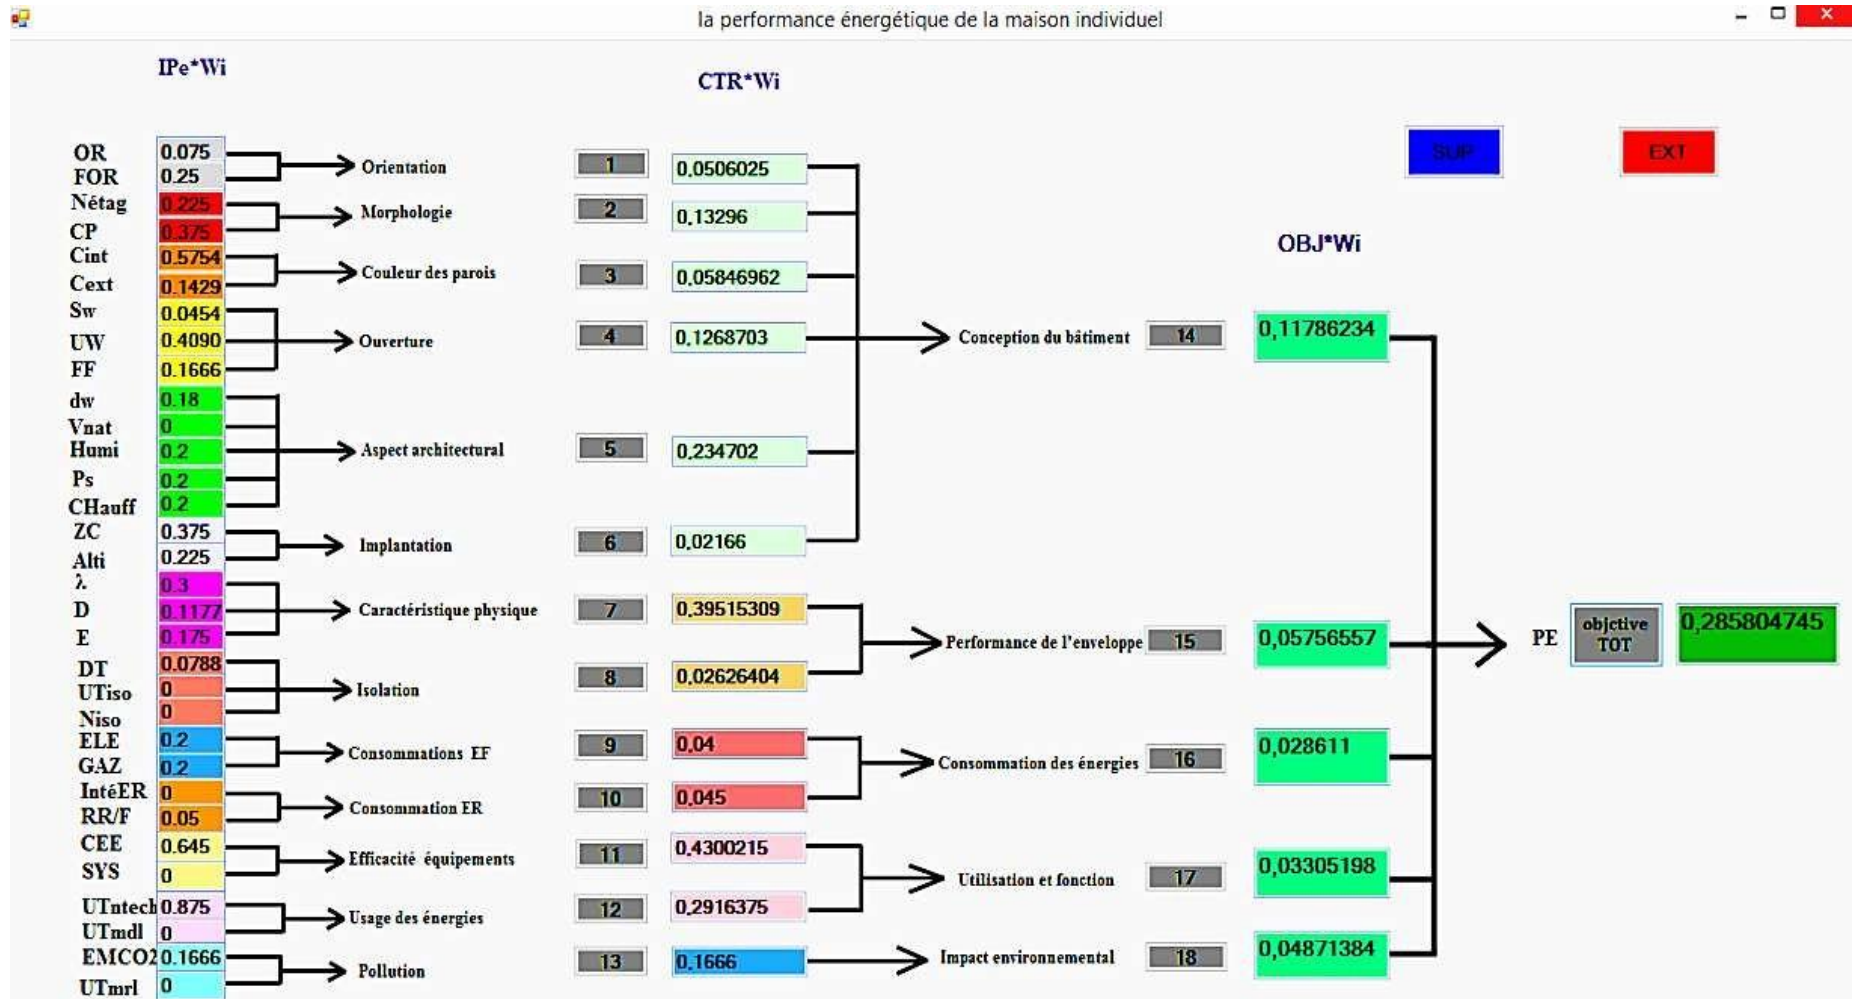 la performance énergétique de la maison individuel
IPe*Wi
CTR*Wi
OBJ*Wi
SUP
EXT
OR 0.075
FOR 0.25
Orientation 1 0,0506025
Nétag 0.225
CP 0.375
Morphologie 2 0,13296
Cint 0.5754
Cext 0.1429
Couleur des parois 3 0,05846962
Sw 0.0454
UW 0.4090
FF 0.1666
Ouverture 4 0,1268703
dw 0.18
Vnat 0
Humi 0.2
Ps 0.2
CHauff 0.2
Aspect architectural 5 0,234702
ZC 0.375
Alti 0.225
Implantation 6 0,02166
λ 0.3
D 0.1177
E 0.175
Caractéristique physique 7 0,39515309
DT 0.0788
UTiso 0
Niso 0
Isolation 8 0,02626404
ELE 0.2
GAZ 0.2
Consommations EF 9 0,04
IntéER 0
RR/F 0.05
Consommation ER 10 0,045
CEE 0.645
SYS 0
Efficacité équipements 11 0,4300215
UTntech 0.875
UTmdl 0
Usage des énergies 12 0,2916375
EMCO2 0.1666
UTmrl 0
Pollution 13 0,1666
Conception du bâtiment 14 0,11786234
Performance de l'enveloppe 15 0,05756557
Consommation des énergies 16 0,028611
Utilisation et fonction 17 0,03305198
Impact environnemental 18 0,04871384
PE
objctive
TOT
0,285804745